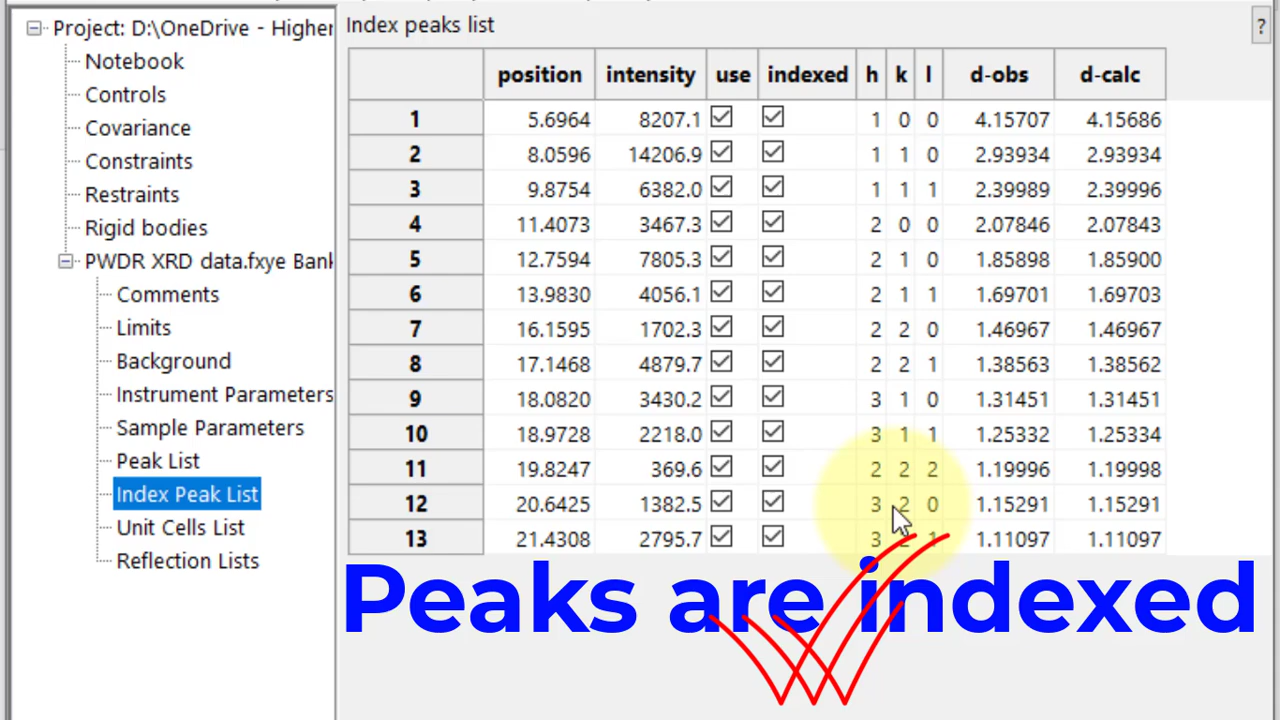 Project: D:\OneDrive - Higher
Notebook
Controls
Covariance
Constraints
Restraints
Rigid bodies
PWDR XRD data.fxye Bank
Comments
Limits
Background
Instrument Parameters
Sample Parameters
Peak List
Index Peak List
Unit Cells List
Reflection Lists
Index peaks list
?
position intensity use indexed h k l d-obs d-calc
1 5.6964 8207.1 1 0 0 4.15707 4.15686
2 8.0596 14206.9 1 1 0 2.93934 2.93934
3 9.8754 6382.0 1 1 1 2.39989 2.39996
4 11.4073 3467.3 2 0 0 2.07846 2.07843
5 12.7594 7805.3 2 1 0 1.85898 1.85900
6 13.9830 4056.1 2 1 1 1.69701 1.69703
7 16.1595 1702.3 2 2 0 1.46967 1.46967
8 17.1468 4879.7 2 2 1 1.38563 1.38562
9 18.0820 3430.2 3 1 0 1.31451 1.31451
10 18.9728 2218.0 3 1 1 1.25332 1.25334
11 19.8247 369.6 2 2 2 1.19996 1.19998
12 20.6425 1382.5 3 2 0 1.15291 1.15291
13 21.4308 2795.7 3 2 1 1.11097 1.11097
Peaks are indexed